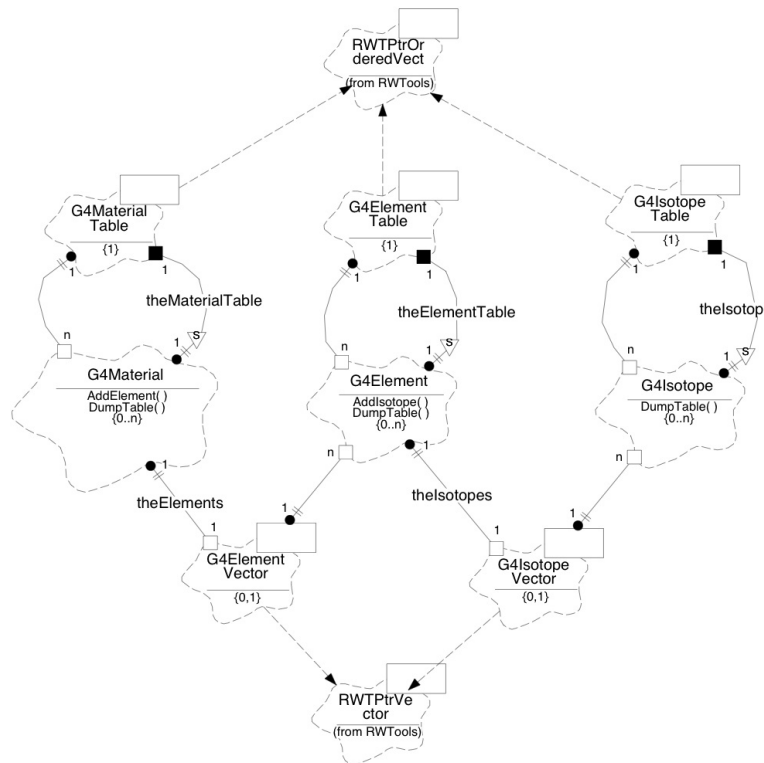 RWTPtrOr
deredVect
(from RWTools)
G4Material
Table
{1}
1
1
G4Element
Table
{1}
1
1
G4Isotope
Table
{1}
1
1
theMaterialTable
theElementTable
theIsotop
n
1
S
n
1
S
n
1
S
G4Material
AddElement( )
DumpTable( )
{0..n}
1
G4Element
AddIsotope( )
DumpTable( )
{0..n}
n
1
G4Isotope
DumpTable( )
{0..n}
n
theElements
theIsotopes
1
1
1
1
G4Element
Vector
{0,1}
G4Isotope
Vector
{0,1}
RWTPtrVe
ctor
(from RWTools)